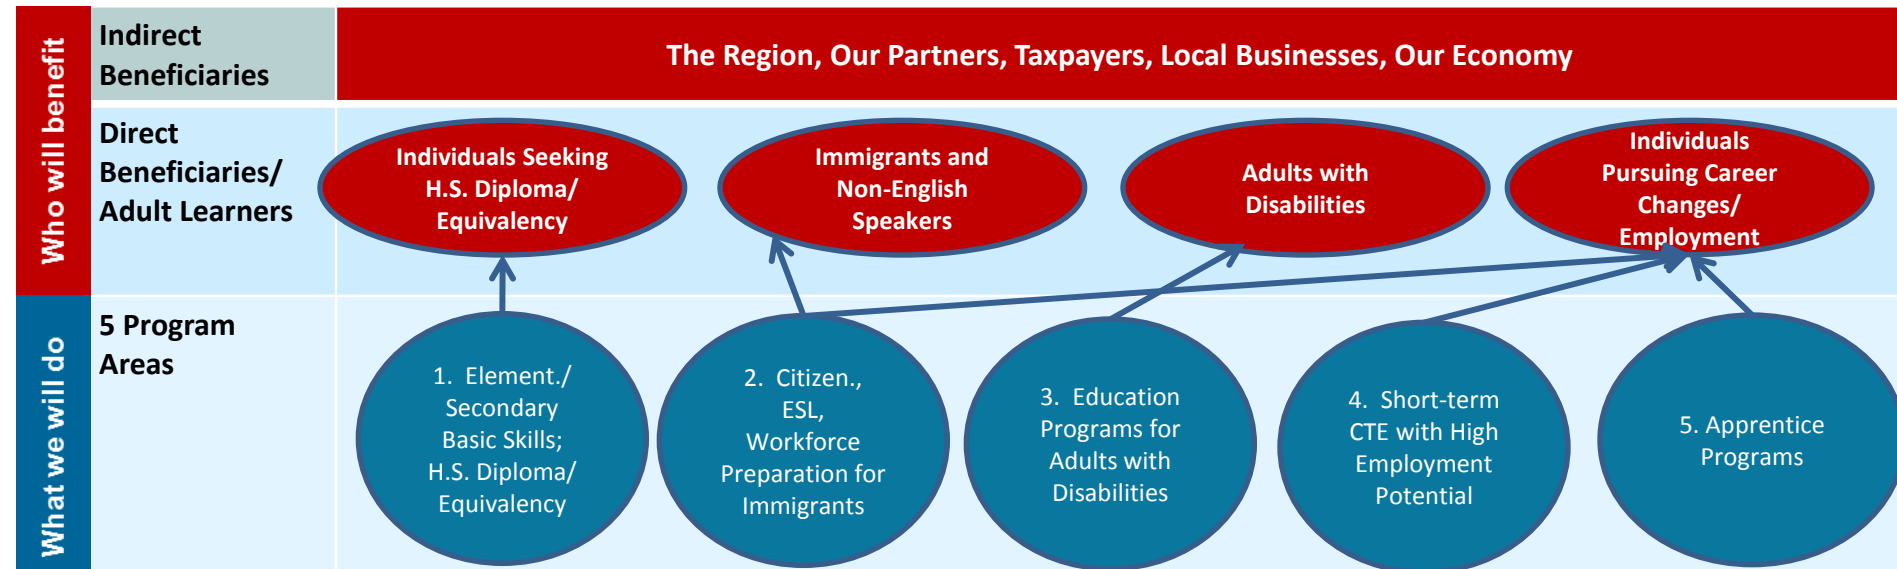 Who will benefit
Indirect
Beneficiaries
The Region, Our Partners, Taxpayers, Local Businesses, Our Economy
Direct
Beneficiaries/
Adult Learners
Individuals Seeking
H.S. Diploma/
Equivalency
Immigrants and
Non-English
Speakers
Adults with
Disabilities
Individuals
Pursuing Career
Changes/
Employment
What we will do
5 Program
Areas
1. Element./
Secondary
Basic Skills;
H.S. Diploma/
Equivalency
2. Citizen.,
ESL,
Workforce
Preparation for
Immigrants
3. Education
Programs for
Adults with
Disabilities
4. Short-term
CTE with High
Employment
Potential
5. Apprentice
Programs